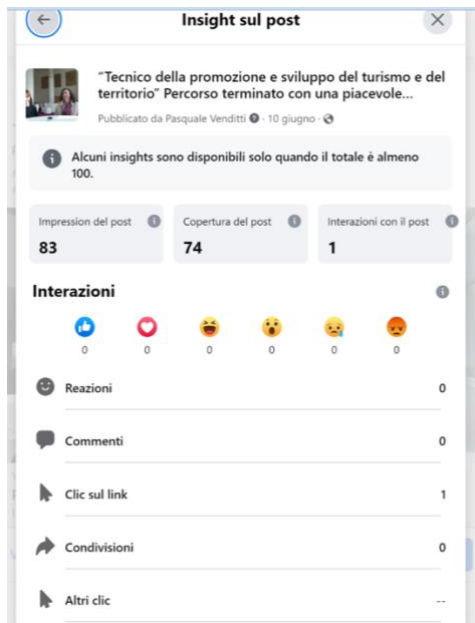 Insight sul post
“Tecnico della promozione e sviluppo del turismo e del
territorio” Percorso terminato con una piacevole...
Pubblicato da Pasquale Venditti · 10 giugno ·
Alcuni insights sono disponibili solo quando il totale è almeno
100.
Impression del post
83
Copertura del post
74
Interazioni con il post
1
Interazioni
0 0 0 0 0 0
Reazioni 0
Commenti 0
Clic sul link 1
Condivisioni 0
Altri clic --